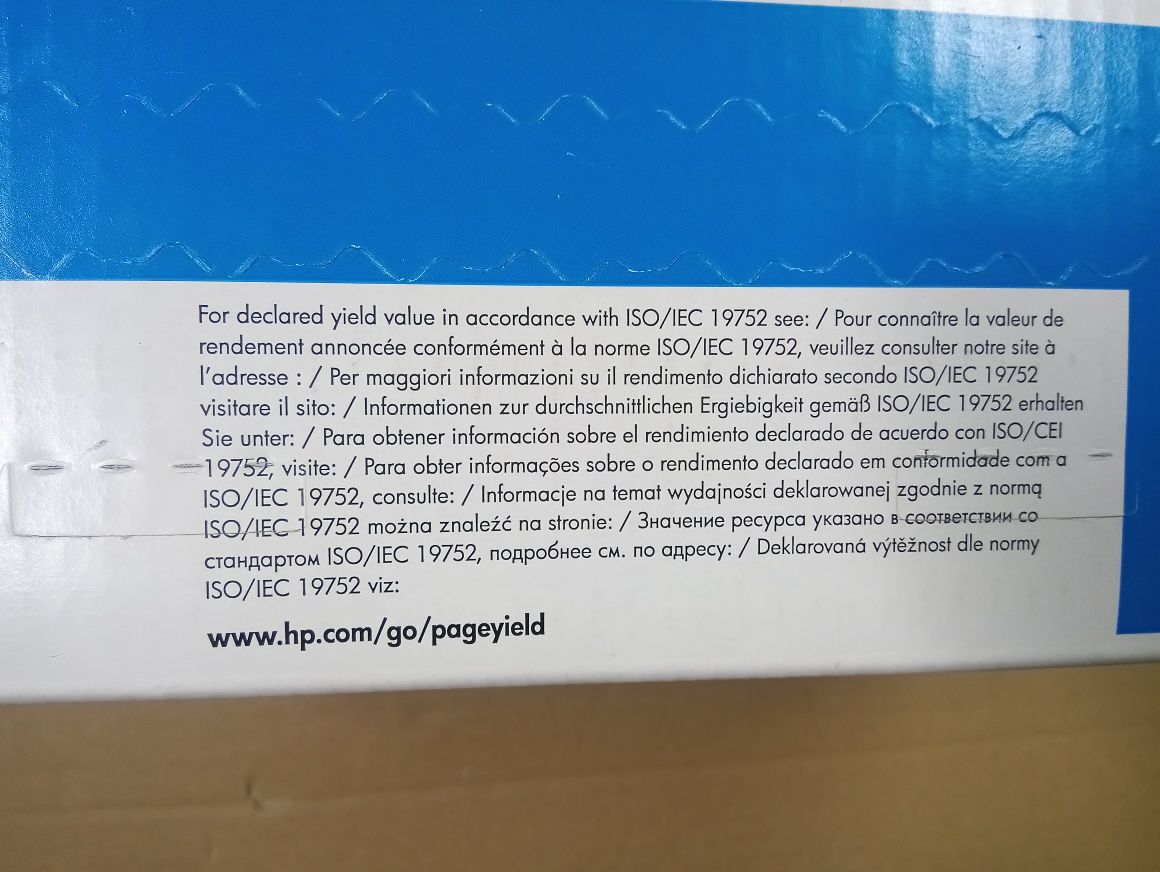 For declared yield value in accordance with ISO/IEC 19752 see: / Pour connaître la valeur de
rendement annoncée conformément à la norme ISO/IEC 19752, veuillez consulter notre site à
l'adresse : / Per maggiori informazioni su il rendimento dichiarato secondo ISO/IEC 19752
visitare il sito: / Informationen zur durchschnittlichen Ergiebigkeit gemäß ISO/IEC 19752 erhalten
Sie unter: / Para obtener información sobre el rendimiento declarado de acuerdo con ISO/CEI
19752, visite: / Para obter informações sobre o rendimento declarado em conformidade com a
ISO/IEC 19752, consulte: / Informacje na temat wydajności deklarowanej zgodnie z normą
ISO/IEC 19752 można znaleźć na stronie: / Значение ресурса указано в соответствии со
стандартом ISO/IEC 19752, подробнее см. по адресу: / Deklarovaná výtěžnost dle normy
ISO/IEC 19752 viz:
www.hp.com/go/pageyield